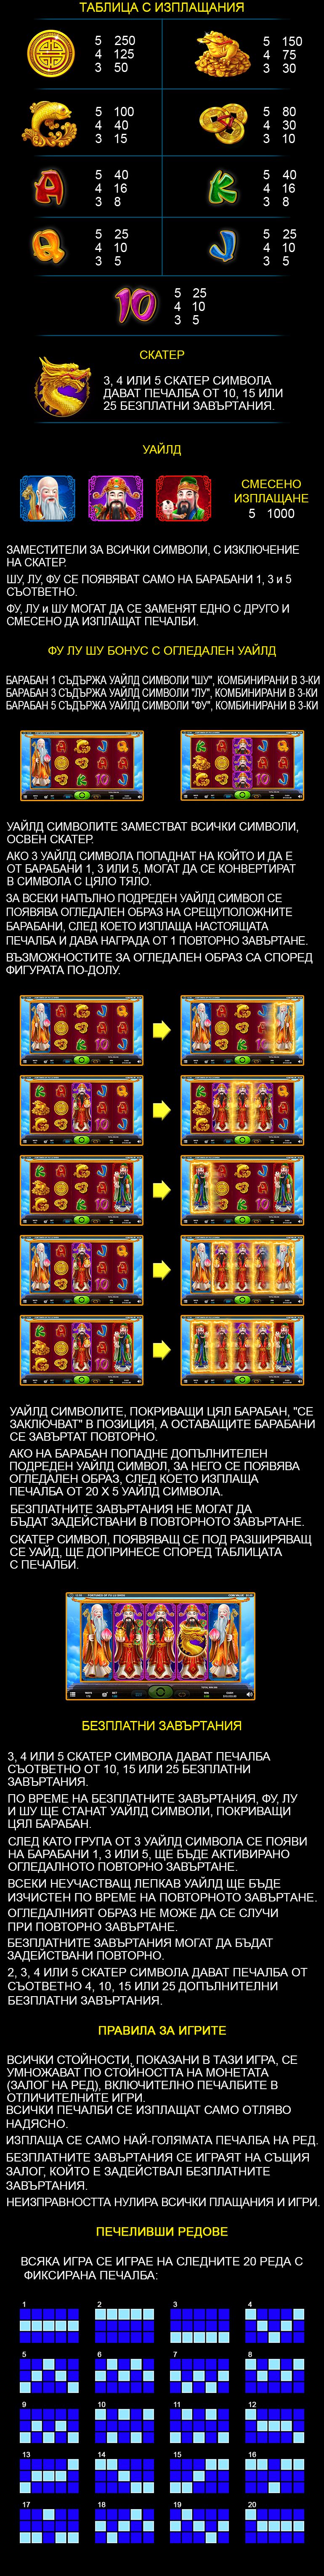 ТАБЛИЦА С ИЗПЛАЩАНИЯ
5 250
4 125
3 50
5 150
4 75
3 30
5 100
4 40
3 15
5 80
4 30
3 10
A
5 40
4 16
3 8
K
5 40
4 16
3 8
Q
5 25
4 10
3 5
J
5 25
4 10
3 5
10
5 25
4 10
3 5
СКАТЕР
3, 4 ИЛИ 5 СКАТЕР СИМВОЛА
ДАВАТ ПЕЧАЛБА ОТ 10, 15 ИЛИ
25 БЕЗПЛАТНИ ЗАВЪРТАНИЯ.
УАЙЛД
СМЕСЕНО
ИЗПЛАЩАНЕ
5 1000
ЗАМЕСТИТЕЛИ ЗА ВСИЧКИ СИМВОЛИ, С ИЗКЛЮЧЕНИЕ
НА СКАТЕР.
ШУ, ЛУ, ФУ СЕ ПОЯВЯВАТ САМО НА БАРАБАНИ 1, 3 и 5
СЪОТВЕТНО.
ФУ, ЛУ и ШУ МОГАТ ДА СЕ ЗАМЕНЯТ ЕДНО С ДРУГО И
СМЕСЕНО ДА ИЗПЛАЩАТ ПЕЧАЛБИ.
ФУ ЛУ ШУ БОНУС С ОГЛЕДАЛЕН УАЙЛД
БАРАБАН 1 СЪДЪРЖА УАЙЛД СИМВОЛИ "ШУ", КОМБИНИРАНИ В 3-КИ
БАРАБАН 3 СЪДЪРЖА УАЙЛД СИМВОЛИ "ЛУ", КОМБИНИРАНИ В 3-КИ
БАРАБАН 5 СЪДЪРЖА УАЙЛД СИМВОЛИ "ФУ", КОМБИНИРАНИ В 3-КИ
УАЙЛД СИМВОЛИТЕ ЗАМЕСТВАТ ВСИЧКИ СИМВОЛИ,
ОСВЕН СКАТЕР.
АКО 3 УАЙЛД СИМВОЛА ПОПАДНАТ НА КОЙТО И ДА Е
ОТ БАРАБАНИ 1, 3 ИЛИ 5, МОГАТ ДА СЕ КОНВЕРТИРАТ
В СИМВОЛА С ЦЯЛО ТЯЛО.
ЗА ВСЕКИ НАПЪЛНО ПОДРЕДЕН УАЙЛД СИМВОЛ СЕ
ПОЯВЯВА ОГЛЕДАЛЕН ОБРАЗ НА СРЕЩУПОЛОЖНИТЕ
БАРАБАНИ, СЛЕД КОЕТО ИЗПЛАЩА НАСТОЯЩАТА
ПЕЧАЛБА И ДАВА НАГРАДА ОТ 1 ПОВТОРНО ЗАВЪРТАНЕ.
ВЪЗМОЖНОСТИТЕ ЗА ОГЛЕДАЛЕН ОБРАЗ СА СПОРЕД
ФИГУРАТА ПО-ДОЛУ.
УАЙЛД СИМВОЛИТЕ, ПОКРИВАЩИ ЦЯЛ БАРАБАН, "СЕ
ЗАКЛЮЧВАТ" В ПОЗИЦИЯ, А ОСТАВАЩИТЕ БАРАБАНИ
СЕ ЗАВЪРТАТ ПОВТОРНО.
АКО НА БАРАБАН ПОПАДНЕ ДОПЪЛНИТЕЛЕН
ПОДРЕДЕН УАЙЛД СИМВОЛ, ЗА НЕГО СЕ ПОЯВЯВА
ОГЛЕДАЛЕН ОБРАЗ, СЛЕД КОЕТО ИЗПЛАЩА
ПЕЧАЛБА ОТ 20 X 5 УАЙЛД СИМВОЛА.
БЕЗПЛАТНИТЕ ЗАВЪРТАНИЯ НЕ МОГАТ ДА
БЪДАТ ЗАДЕЙСТВАНИ В ПОВТОРНОТО ЗАВЪРТАНЕ.
СКАТЕР СИМВОЛ, ПОЯВЯВАЩ СЕ ПОД РАЗШИРЯВАЩ
СЕ УАЙД, ЩЕ ДОПРИНЕСЕ СПОРЕД ТАБЛИЦАТА
С ПЕЧАЛБИ.
БЕЗПЛАТНИ ЗАВЪРТАНИЯ
3, 4 ИЛИ 5 СКАТЕР СИМВОЛА ДАВАТ ПЕЧАЛБА
СЪОТВЕТНО ОТ 10, 15 ИЛИ 25 БЕЗПЛАТНИ
ЗАВЪРТАНИЯ.
ПО ВРЕМЕ НА БЕЗПЛАТНИТЕ ЗАВЪРТАНИЯ, ФУ, ЛУ
И ШУ ЩЕ СТАНАТ УАЙЛД СИМВОЛИ, ПОКРИВАЩИ
ЦЯЛ БАРАБАН.
СЛЕД КАТО ГРУПА ОТ 3 УАЙЛД СИМВОЛА СЕ ПОЯВИ
НА БАРАБАНИ 1, 3 ИЛИ 5, ЩЕ БЪДЕ АКТИВИРАНО
ОГЛЕДАЛНОТО ПОВТОРНО ЗАВЪРТАНЕ.
ВСЕКИ НЕУЧАСТВАЩ ЛЕПКАВ УАЙЛД ЩЕ БЪДЕ
ИЗЧИСТЕН ПО ВРЕМЕ НА ПОВТОРНОТО ЗАВЪРТАНЕ.
ОГЛЕДАЛНИЯТ ОБРАЗ НЕ МОЖЕ ДА СЕ СЛУЧИ
ПРИ ПОВТОРНО ЗАВЪРТАНЕ.
БЕЗПЛАТНИТЕ ЗАВЪРТАНИЯ МОГАТ ДА БЪДАТ
ЗАДЕЙСТВАНИ ПОВТОРНО.
2, 3, 4 ИЛИ 5 СКАТЕР СИМВОЛА ДАВАТ ПЕЧАЛБА ОТ
СЪОТВЕТНО 4, 10, 15 ИЛИ 25 ДОПЪЛНИТЕЛНИ
БЕЗПЛАТНИ ЗАВЪРТАНИЯ.
ПРАВИЛА ЗА ИГРИТЕ
ВСИЧКИ СТОЙНОСТИ, ПОКАЗАНИ В ТАЗИ ИГРА, СЕ
УМНОЖАВАТ ПО СТОЙНОСТТА НА МОНЕТАТА
(ЗАЛОГ НА РЕД), ВКЛЮЧИТЕЛНО ПЕЧАЛБИТЕ В
ОТЛИЧИТЕЛНИТЕ ИГРИ.
ВСИЧКИ ПЕЧАЛБИ СЕ ИЗПЛАЩАТ САМО ОТЛЯВО
НАДЯСНО.
ИЗПЛАЩА СЕ САМО НАЙ-ГОЛЯМАТА ПЕЧАЛБА НА РЕД.
БЕЗПЛАТНИТЕ ЗАВЪРТАНИЯ СЕ ИГРАЯТ НА СЪЩИЯ
ЗАЛОГ, КОЙТО Е ЗАДЕЙСТВАЛ БЕЗПЛАТНИТЕ
ЗАВЪРТАНИЯ.
НЕИЗПРАВНОСТТА НУЛИРА ВСИЧКИ ПЛАЩАНИЯ И ИГРИ.
ПЕЧЕЛИВШИ РЕДОВЕ
ВСЯКА ИГРА СЕ ИГРАЕ НА СЛЕДНИТЕ 20 РЕДА С
ФИКСИРАНА ПЕЧАЛБА:
1 2 3 4
5 6 7 8
9 10 11 12
13 14 15 16
17 18 19 20